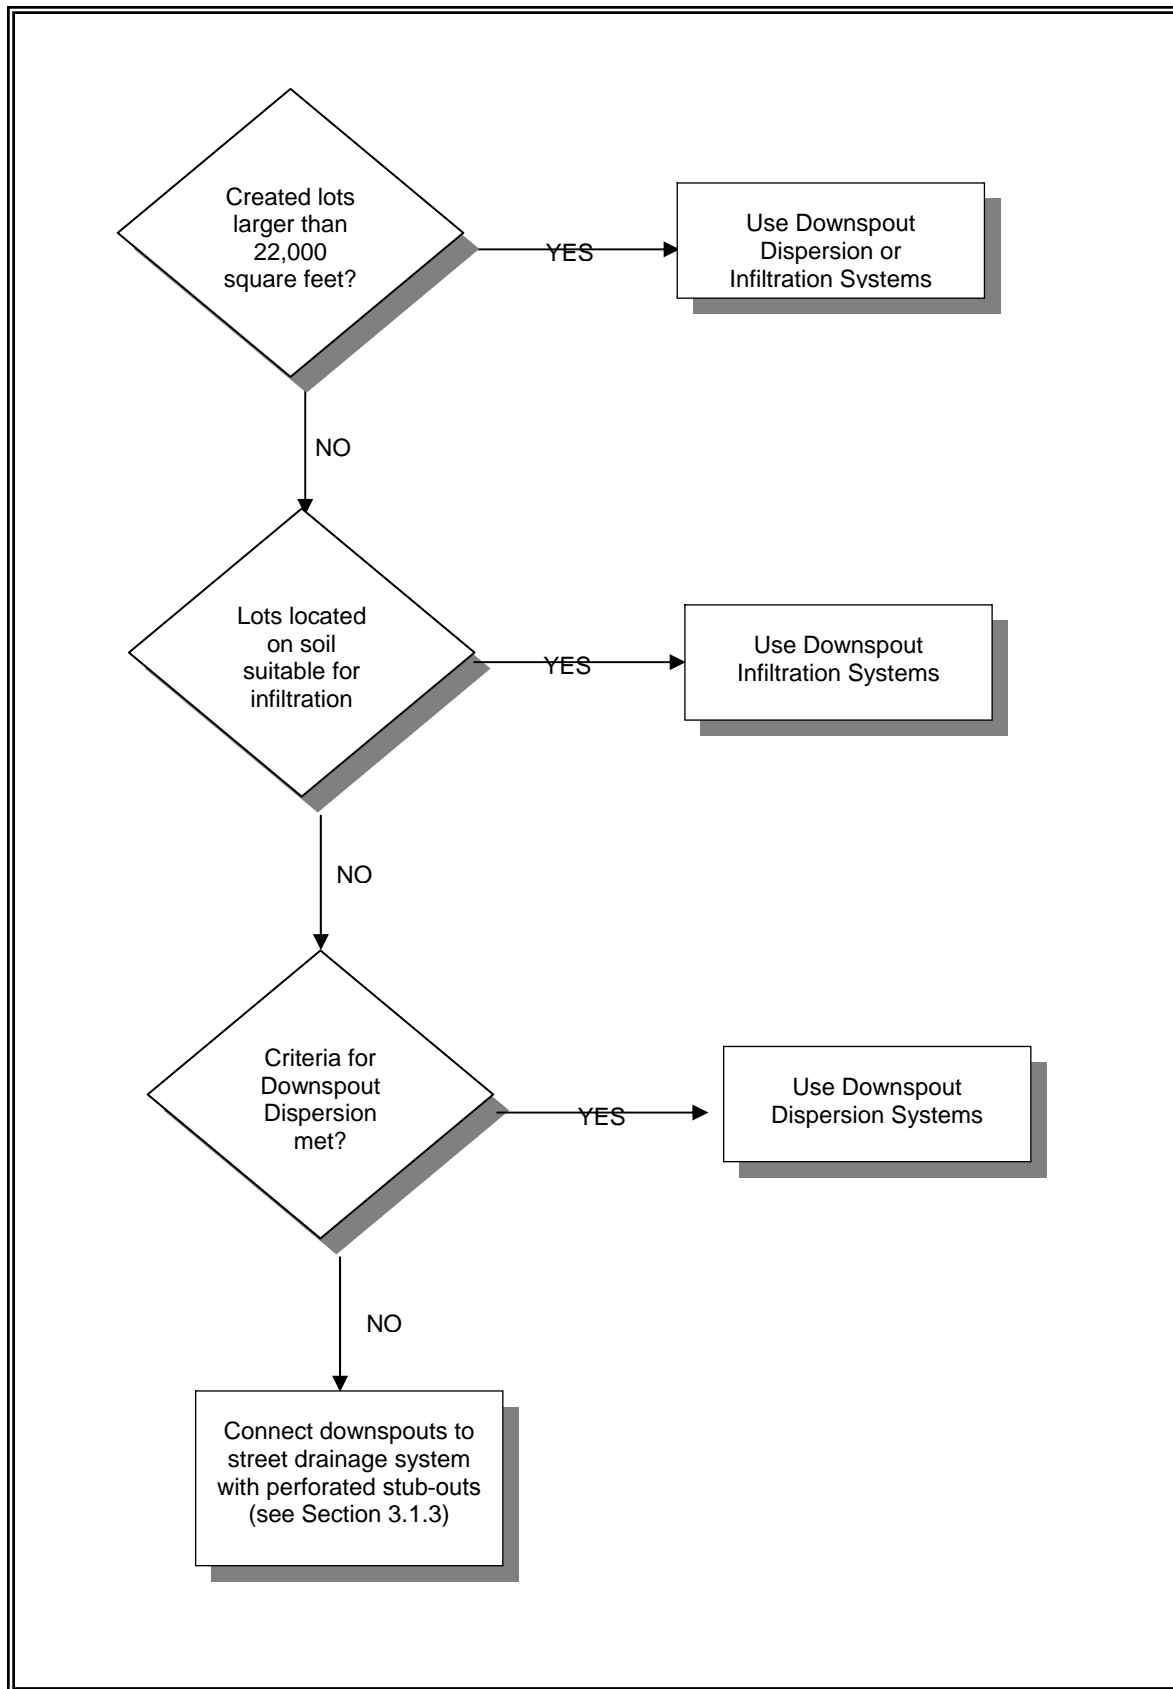 Created lots
larger than
22,000
square feet?
YES
Use Downspout
Dispersion or
Infiltration Systems
NO
Lots located
on soil
suitable for
infiltration
YES
Use Downspout
Infiltration Systems
NO
Criteria for
Downspout
Dispersion
met?
YES
Use Downspout
Dispersion Systems
NO
Connect downspouts to
street drainage system
with perforated stub-outs
(see Section 3.1.3)